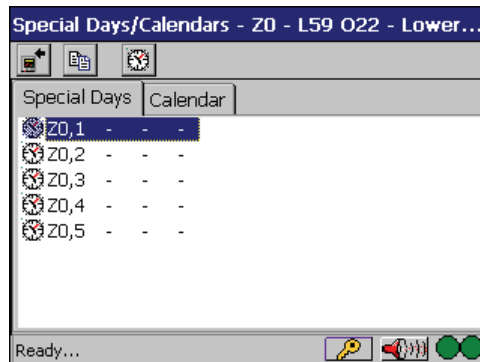 Special Days/Calendars - Z0 - L59 O22 - Lower...
Special Days Calendar
Z0,1 - - -
Z0,2 - - -
Z0,3 - - -
Z0,4 - - -
Z0,5 - - -
Ready...